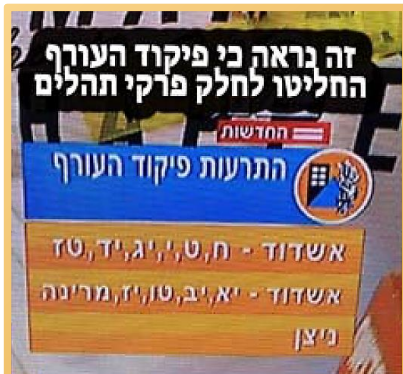 זה נראה כי פיקוד העורף
החליטו לחלק פרקי תהלים
החדשות
התרעות פיקוד העורף
אשדוד - ח,ט,י,יג,יד,טז
אשדוד - יא,יב,טו,יז,מרינה
ניצן